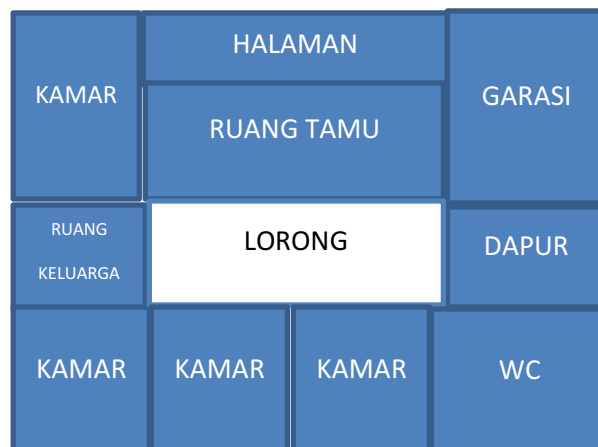 HALAMAN
KAMAR
GARASI
RUANG TAMU
RUANG
KELUARGA
LORONG
DAPUR
KAMAR
KAMAR
KAMAR
WC